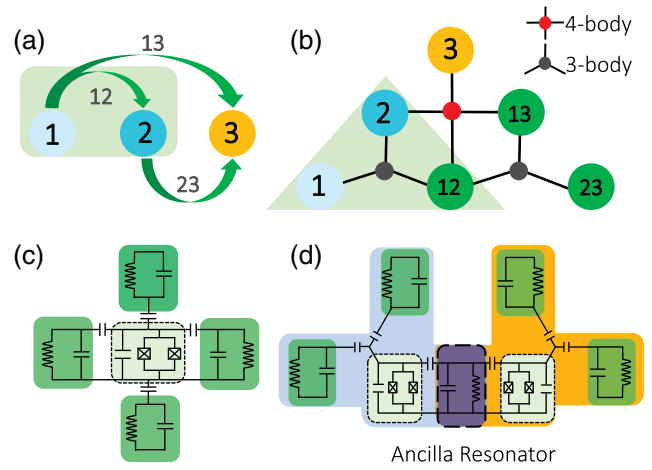 (a)
13
12
1
2
3
23
(b)
4-body
3-body
3
2
13
1
12
23
(c)
(d)
Ancilla Resonator